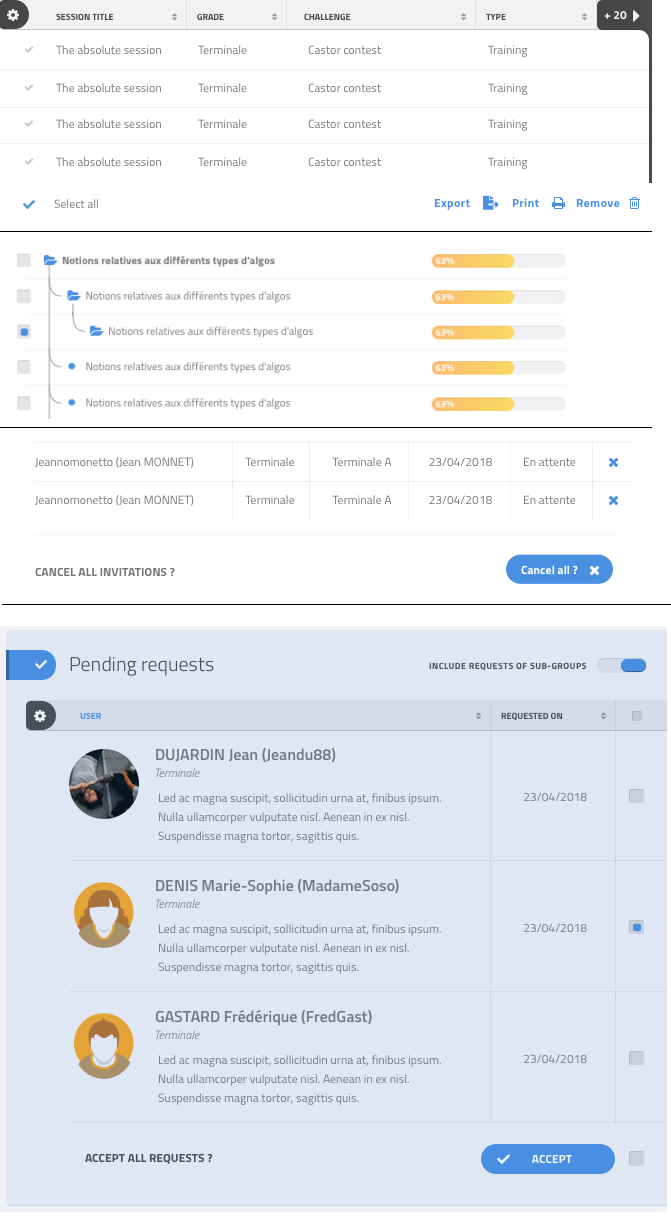 SESSION TITLE GRADE CHALLENGE TYPE + 20
The absolute session Terminale Castor contest Training
The absolute session Terminale Castor contest Training
The absolute session Terminale Castor contest Training
The absolute session Terminale Castor contest Training
Select all Export Print Remove
Notions relatives aux différents types d'algos 63%
Notions relatives aux différents types d'algos 63%
Notions relatives aux différents types d'algos 63%
Notions relatives aux différents types d'algos 63%
Notions relatives aux différents types d'algos 63%
Jeannomonetto (Jean MONNET) Terminale Terminale A 23/04/2018 En attente
Jeannomonetto (Jean MONNET) Terminale Terminale A 23/04/2018 En attente
CANCEL ALL INVITATIONS ? Cancel all ?
Pending requests INCLUDE REQUESTS OF SUB-GROUPS
USER REQUESTED ON
DUJARDIN Jean (Jeandu88)
Terminale
Led ac magna suscipit, sollicitudin urna at, finibus ipsum. 23/04/2018
Nulla ullamcorper vulputate nisl. Aenean in ex nisl.
Suspendisse magna tortor, sagittis quis.
DENIS Marie-Sophie (MadameSoso)
Terminale
Led ac magna suscipit, sollicitudin urna at, finibus ipsum. 23/04/2018
Nulla ullamcorper vulputate nisl. Aenean in ex nisl.
Suspendisse magna tortor, sagittis quis.
GASTARD Frédérique (FredGast)
Terminale
Led ac magna suscipit, sollicitudin urna at, finibus ipsum. 23/04/2018
Nulla ullamcorper vulputate nisl. Aenean in ex nisl.
Suspendisse magna tortor, sagittis quis.
ACCEPT ALL REQUESTS ? ACCEPT